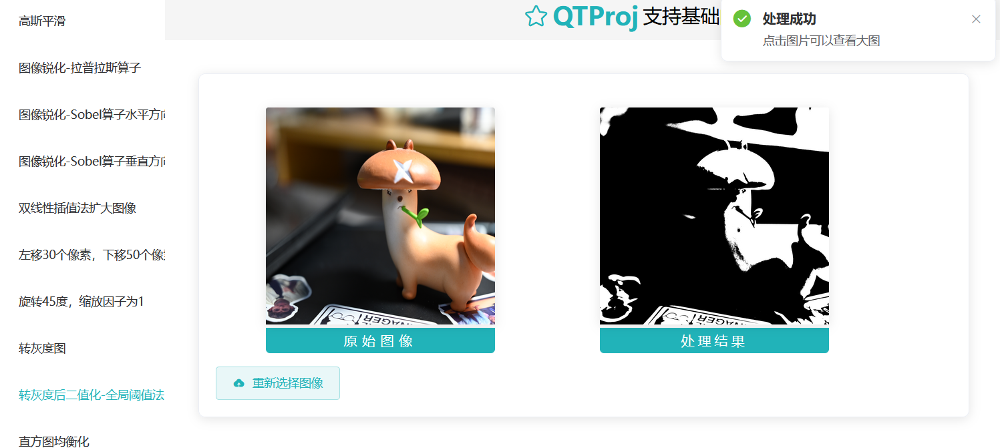 高斯平滑
图像锐化-拉普拉斯算子
图像锐化-Sobel算子水平方向
图像锐化-Sobel算子垂直方向
双线性插值法扩大图像
左移30个像素，下移50个像
旋转45度，缩放因子为1
转灰度图
转灰度后二值化-全局阈值法
直方图均衡化
QTProj 支持基础
处理成功
点击图片可以查看大图
NAGER
原始图像
处理结果
重新选择图像